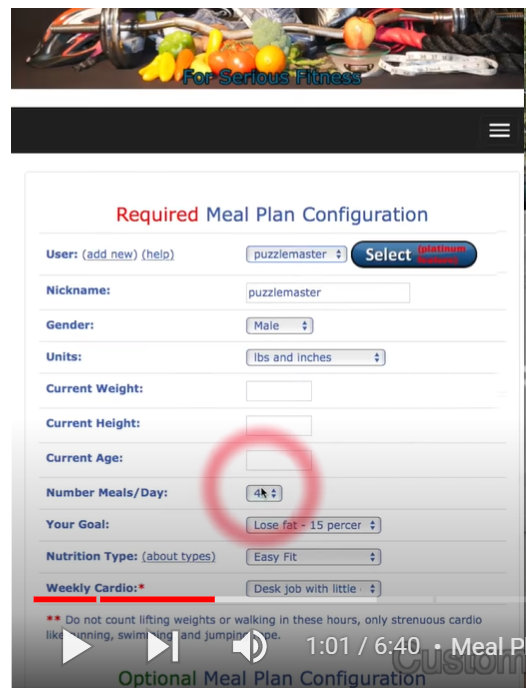 For Serious Fitness
Required Meal Plan Configuration
User: (add new) (help) puzzlemaster Select (platinum
Nickname: puzzlemaster
Gender: Male
Units: lbs and inches
Current Weight:
Current Height:
Current Age:
Number Meals/Day: 4
Your Goal: Lose fat - 15 percer
Nutrition Type: (about types) Easy Fit
Weekly Cardio:* Desk job with little
** Do not count lifting weights or walking in these hours, only strenuous cardio
like running, swimming and jumping rope.
1:01 / 6:40 • Meal P
Custom
Optional Meal Plan Configuration